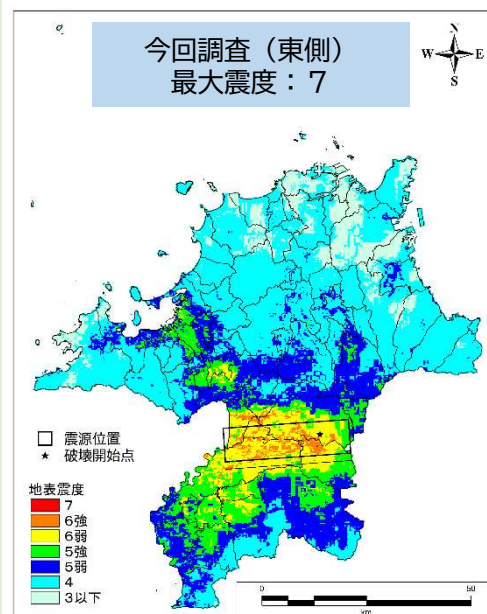 今回調査（東側）
最大震度：７
N
W E
S
震源位置
★ 破壊開始点
地表震度
7
6強
6弱
5強
5弱
4
3以下
0 50
km